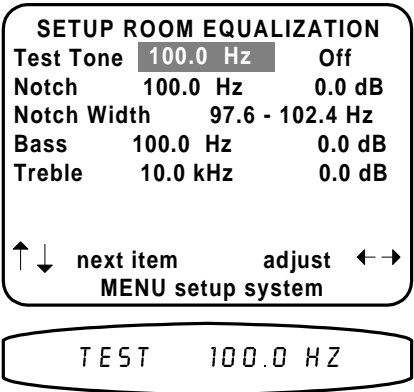 SETUP ROOM EQUALIZATION
Test Tone 100.0 Hz Off
Notch 100.0 Hz 0.0 dB
Notch Width 97.6 - 102.4 Hz
Bass 100.0 Hz 0.0 dB
Treble 10.0 kHz 0.0 dB
↑↓ next item adjust ←→
MENU setup system
TEST 100.0 HZ